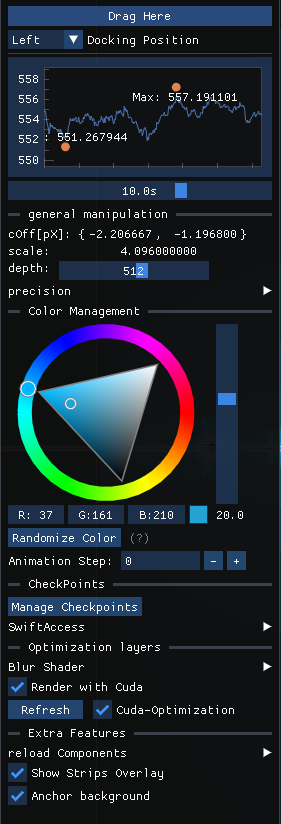 Drag Here
Left Docking Position
558
556
Max: 557.191101
554
552 : 551.267944
550
10.0s
general manipulation
cOff[pX]: { -2.206667, -1.196800 }
scale: 4.096000000
depth: 512
precision
Color Management
R: 37 G:161 B:210 20.0
Randomize Color (?)
Animation Step: 0 - +
CheckPoints
Manage Checkpoints
SwiftAccess
Optimization layers
Blur Shader
Render with Cuda
Refresh Cuda-Optimization
Extra Features
reload Components
Show Strips Overlay
Anchor background